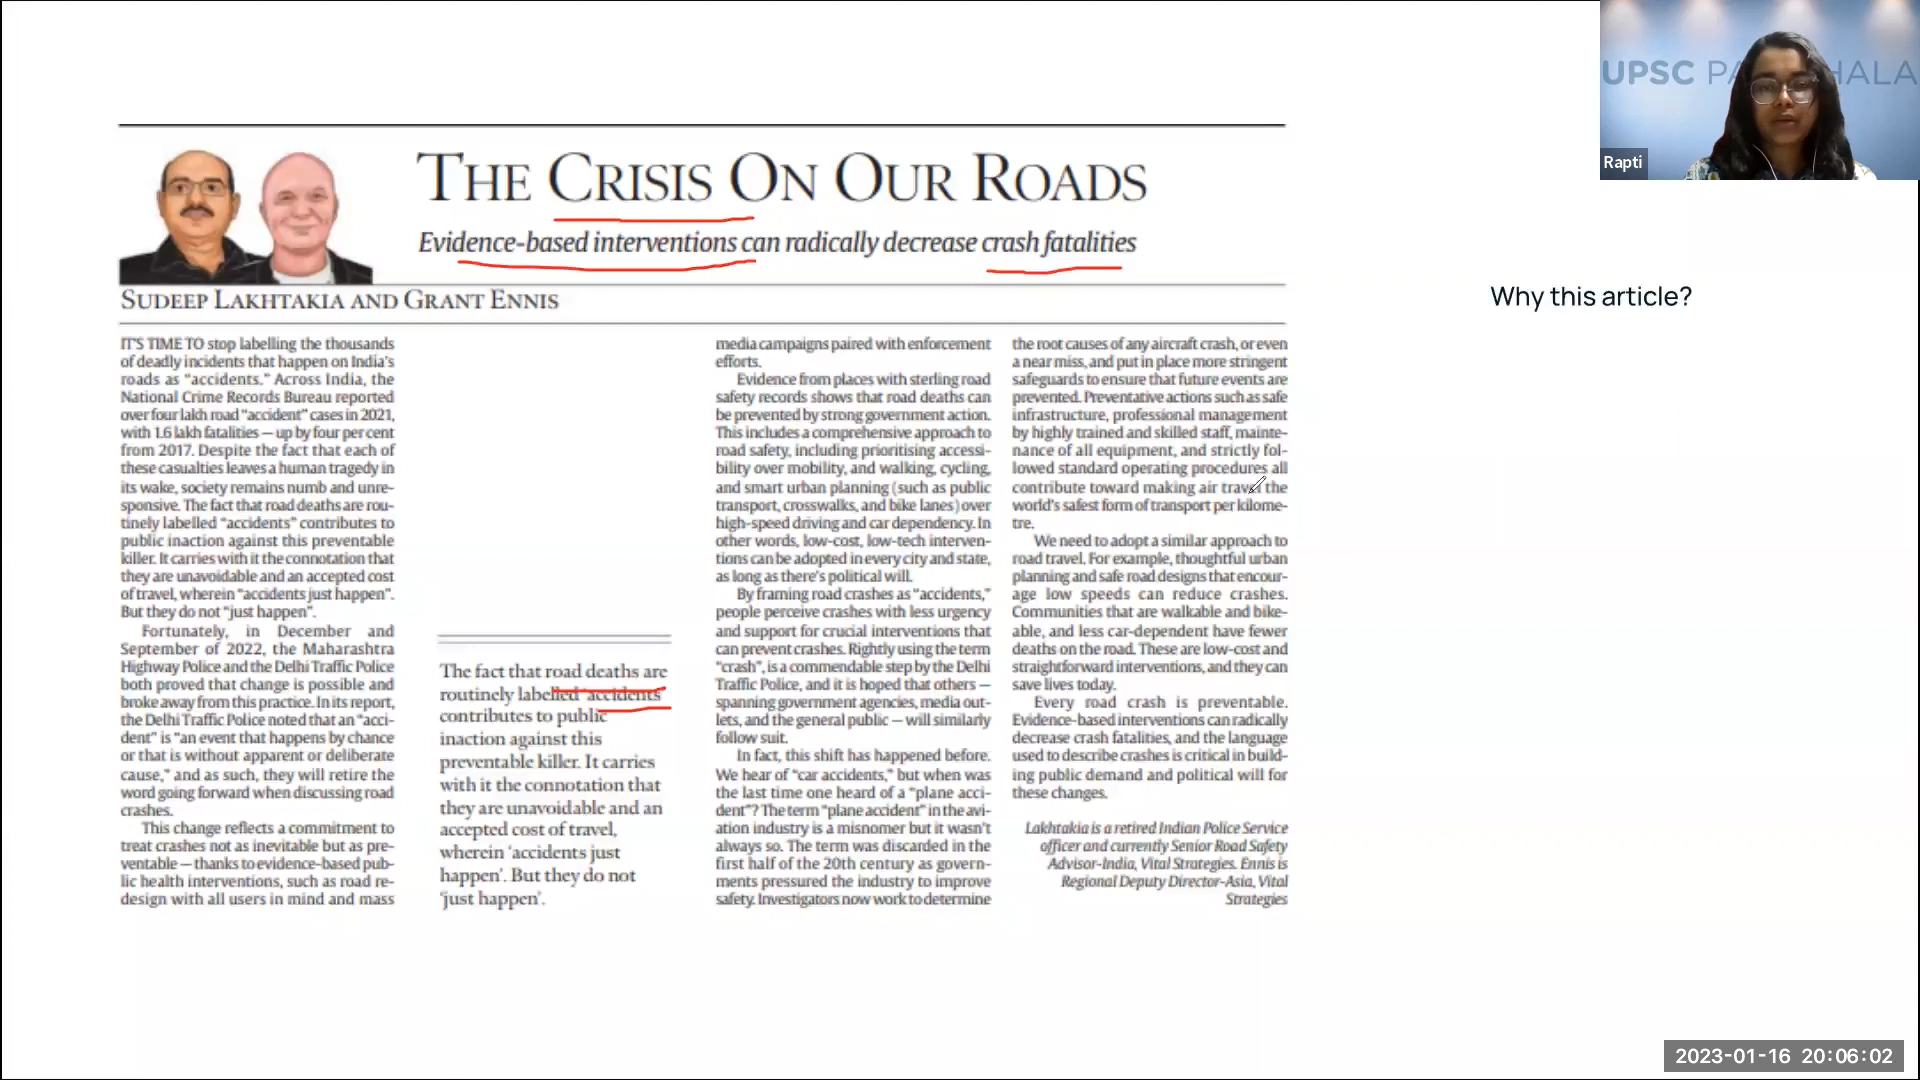 UPSC PA HALA
Rapti
THE CRISIS ON OUR ROADS
Evidence-based interventions can radically decrease crash fatalities
SUDEEP LAKHTAKIA AND GRANT ENNIS
Why this article?
IT'S TIME TO stop labelling the thousands
of deadly incidents that happen on India's
roads as "accidents." Across India, the
National Crime Records Bureau reported
over four lakh road "accident" cases in 2021,
with 1.6 lakh fatalities — up by four per cent
from 2017. Despite the fact that each of
these casualties leaves a human tragedy in
its wake, society remains numb and unre-
sponsive. The fact that road deaths are rou-
tinely labelled "accidents" contributes to
public inaction against this preventable
killer. It carries with it the connotation that
they are unavoidable and an accepted cost
of travel, wherein "accidents just happen".
But they do not "just happen".
Fortunately, in December and
September of 2022, the Maharashtra
Highway Police and the Delhi Traffic Police
both proved that change is possible and
broke away from this practice. In its report,
the Delhi Traffic Police noted that an "acci-
dent" is "an event that happens by chance
or that is without apparent or deliberate
cause," and as such, they will retire the
word going forward when discussing road
crashes.
This change reflects a commitment to
treat crashes not as inevitable but as pre-
ventable — thanks to evidence-based pub-
lic health interventions, such as road re-
design with all users in mind and mass
The fact that road deaths are
routinely labelled 'accidents'
contributes to public
inaction against this
preventable killer. It carries
with it the connotation that
they are unavoidable and an
accepted cost of travel,
wherein 'accidents just
happen'. But they do not
'just happen'.
media campaigns paired with enforcement
efforts.
Evidence from places with sterling road
safety records shows that road deaths can
be prevented by strong government action.
This includes a comprehensive approach to
road safety, including prioritising accessi-
bility over mobility, and walking, cycling,
and smart urban planning (such as public
transport, crosswalks, and bike lanes) over
high-speed driving and car dependency. In
other words, low-cost, low-tech interven-
tions can be adopted in every city and state,
as long as there's political will.
By framing road crashes as "accidents,"
people perceive crashes with less urgency
and support for crucial interventions that
can prevent crashes. Rightly using the term
"crash", is a commendable step by the Delhi
Traffic Police, and it is hoped that others —
spanning government agencies, media out-
lets, and the general public — will similarly
follow suit.
In fact, this shift has happened before.
We hear of "car accidents," but when was
the last time one heard of a "plane acci-
dent"? The term "plane accident" in the avi-
ation industry is a misnomer but it wasn't
always so. The term was discarded in the
first half of the 20th century as govern-
ments pressured the industry to improve
safety. Investigators now work to determine
the root causes of any aircraft crash, or even
a near miss, and put in place more stringent
safeguards to ensure that future events are
prevented. Preventative actions such as safe
infrastructure, professional management
by highly trained and skilled staff, mainte-
nance of all equipment, and strictly fol-
lowed standard operating procedures all
contribute toward making air travel the
world's safest form of transport per kilome-
tre.
We need to adopt a similar approach to
road travel. For example, thoughtful urban
planning and safe road designs that encour-
age low speeds can reduce crashes.
Communities that are walkable and bike-
able, and less car-dependent have fewer
deaths on the road. These are low-cost and
straightforward interventions, and they can
save lives today.
Every road crash is preventable.
Evidence-based interventions can radically
decrease crash fatalities, and the language
used to describe crashes is critical in build-
ing public demand and political will for
these changes.
Lakhtakia is a retired Indian Police Service
officer and currently Senior Road Safety
Advisor-India, Vital Strategies. Ennis is
Regional Deputy Director-Asia, Vital
Strategies
2023-01-16 20:06:02